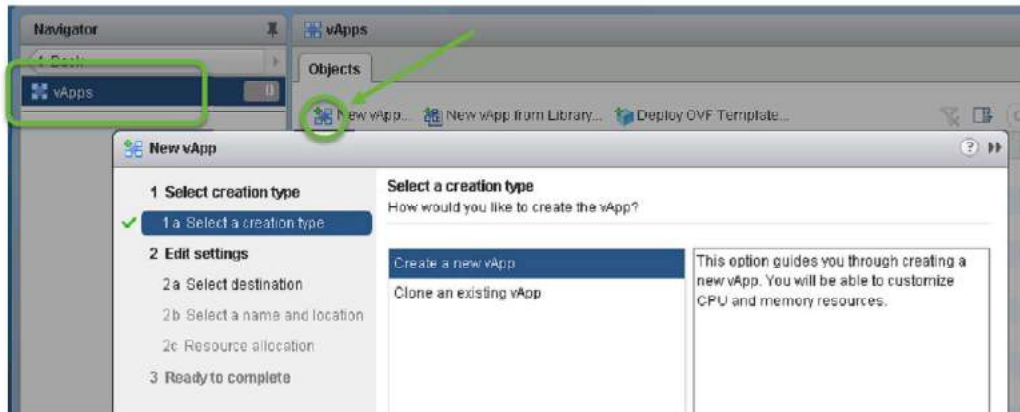 Navigator
vApps
Back
Objects
vApps
0
New vApp...
New vApp from Library...
Deploy OVF Template...
New vApp
1 Select creation type
1a Select a creation type
2 Edit settings
2a Select destination
2b Select a name and location
2c Resource allocation
3 Ready to complete
Select a creation type
How would you like to create the vApp?
Create a new vApp
Clone an existing vApp
This option guides you through creating a
new vApp. You will be able to customize
CPU and memory resources.